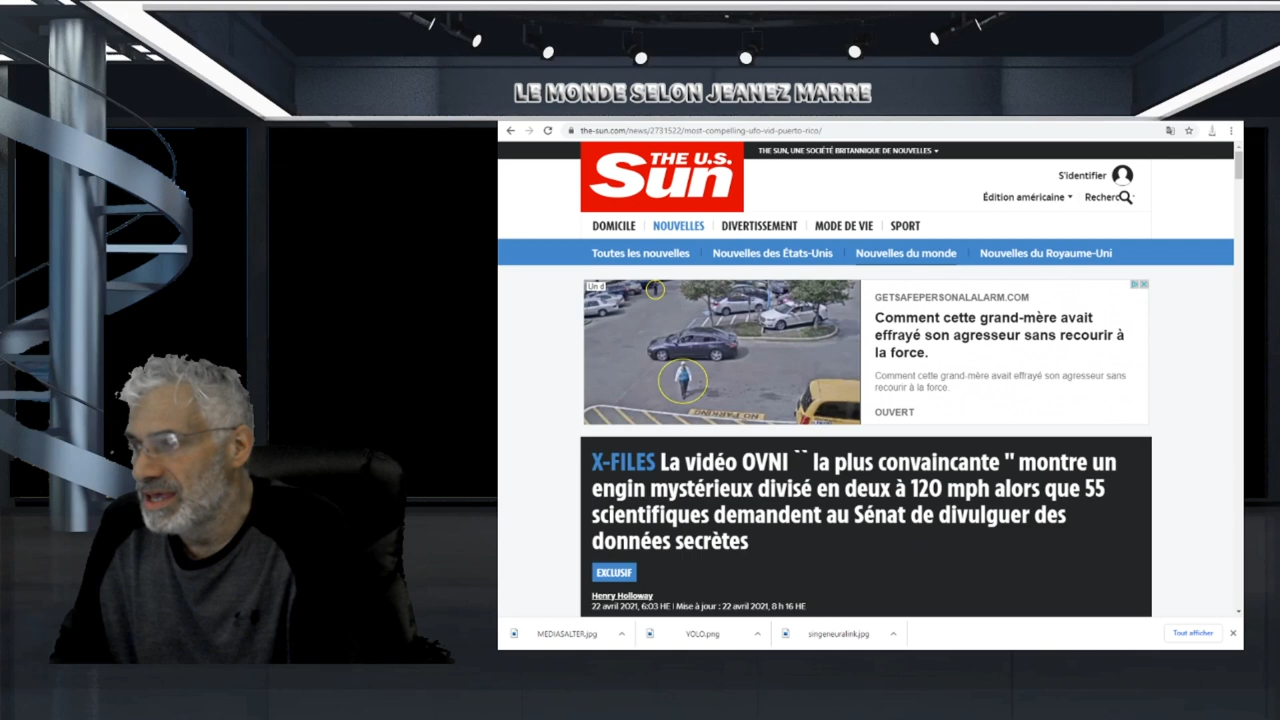 LE MONDE SELON JEANEZ MARRE
the-sun.com/news/2731522/most-compelling-ufo-vid-puerto-rico/
THE SUN, UNE SOCIÉTÉ BRITANNIQUE DE NOUVELLES
THE U.S.
Sun
S'identifier
Édition américaine
Recherc
DOMICILE NOUVELLES DIVERTISSEMENT MODE DE VIE SPORT
Toutes les nouvelles Nouvelles des États-Unis Nouvelles du monde Nouvelles du Royaume-Uni
Un d
NO PARKING
GETSAFEPERSONALALARM.COM
Comment cette grand-mère avait
effrayé son agresseur sans recourir à
la force.
Comment cette grand-mère avait effrayé son agresseur sans
recourir à la force.
OUVERT
X-FILES La vidéo OVNI `` la plus convaincante '' montre un
engin mystérieux divisé en deux à 120 mph alors que 55
scientifiques demandent au Sénat de divulguer des
données secrètes
EXCLUSIF
Henry Holloway
22 avril 2021, 6:03 HE | Mise à jour : 22 avril 2021, 8 h 16 HE
MEDIASALTER.jpg YOLO.png singeneuralink.jpg Tout afficher